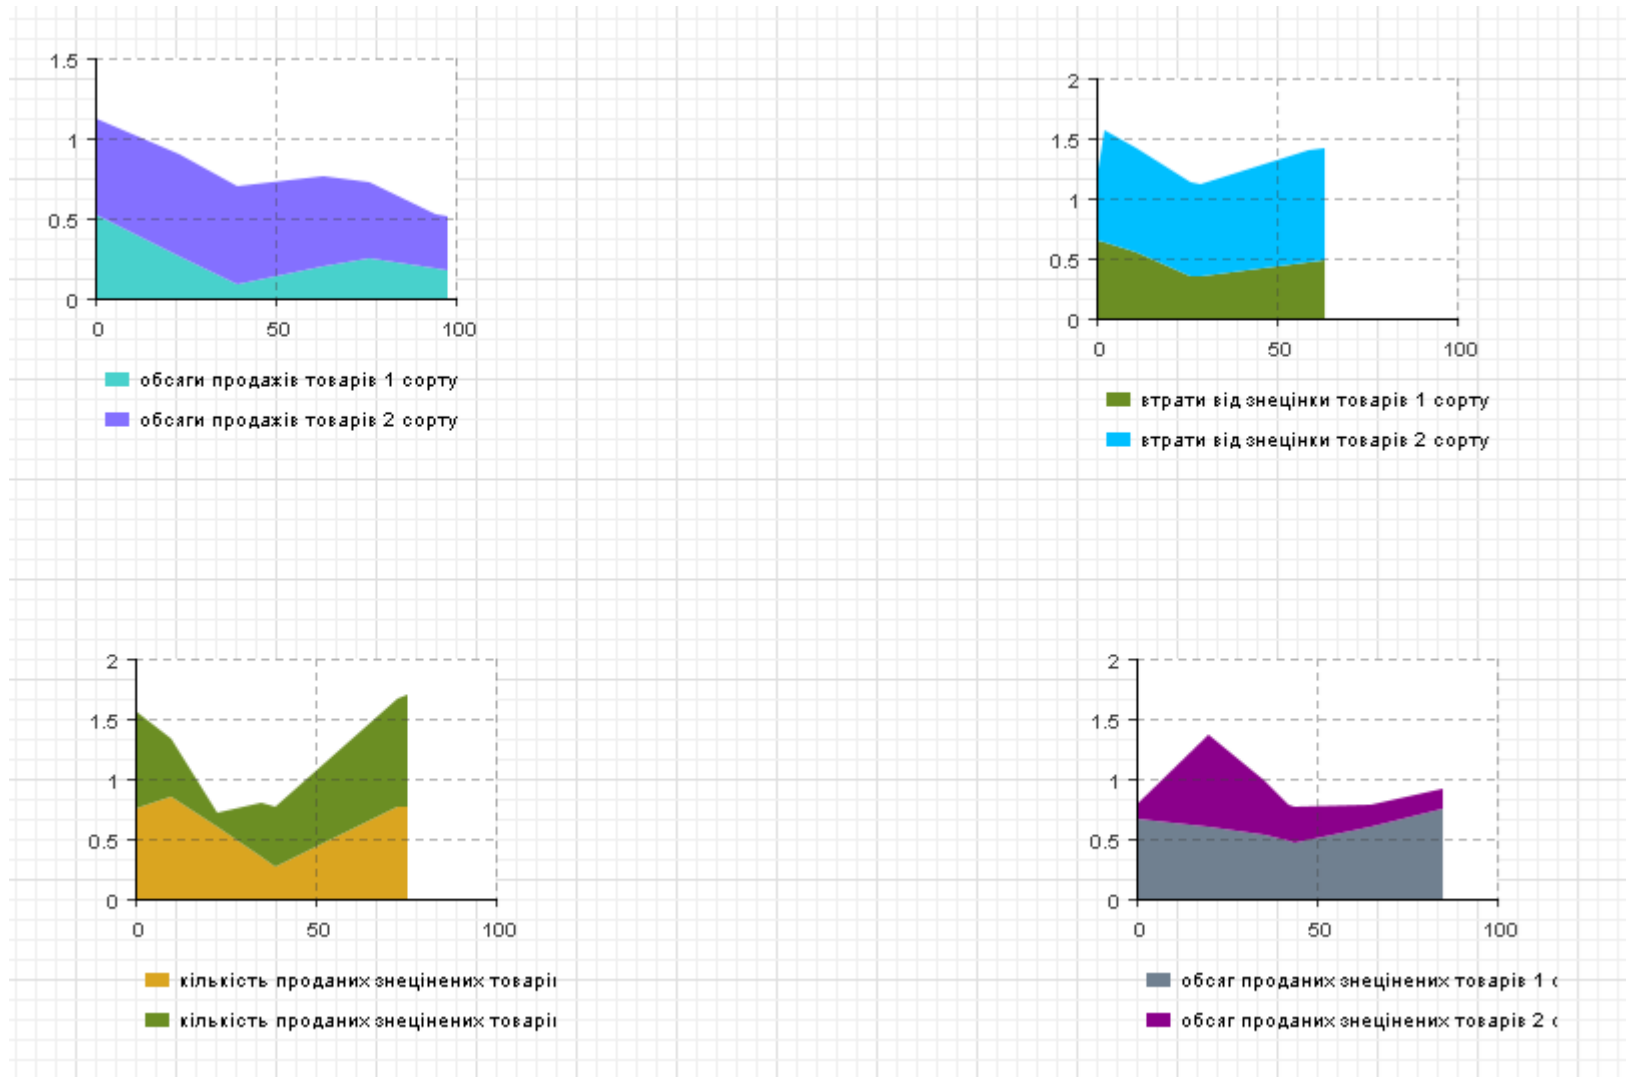 1.5
1
0.5
0
0 50 100
обсяги продажів товарів 1 сорту
обсяги продажів товарів 2 сорту
2
1.5
1
0.5
0
0 50 100
втрати від знецінки товарів 1 сорту
втрати від знецінки товарів 2 сорту
2
1.5
1
0.5
0
0 50 100
кількість проданих знецінених
кількість проданих знецінених
2
1.5
1
0.5
0
0 50 100
обсяг проданих знецінених товарів 1
обсяг проданих знецінених товарів 2